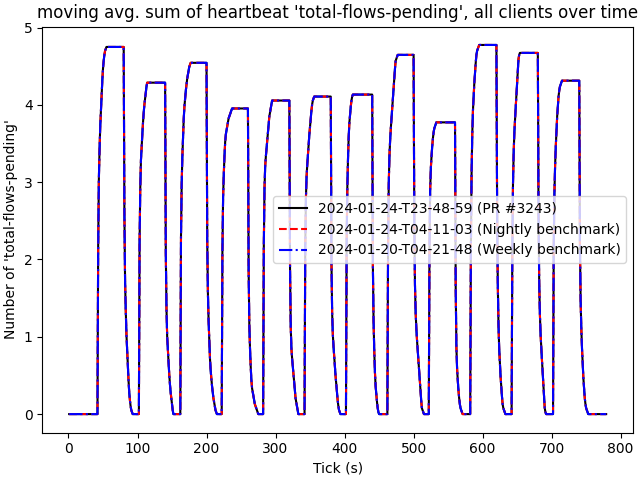 moving avg. sum of heartbeat 'total-flows-pending', all clients over time
Number of 'total-flows-pending'
5
4
3
2
1
0
2024-01-24-T23-48-59 (PR #3243)
2024-01-24-T04-11-03 (Nightly benchmark)
2024-01-20-T04-21-48 (Weekly benchmark)
0 100 200 300 400 500 600 700 800
Tick (s)